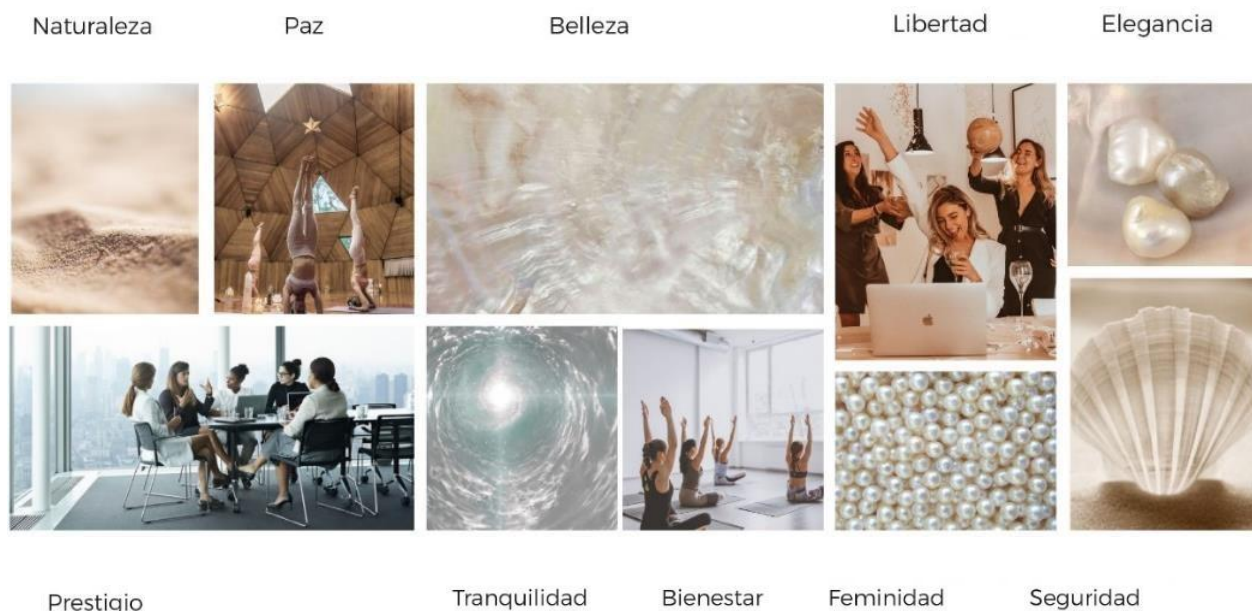 Naturaleza
Paz
Belleza
Libertad
Elegancia
Prestigio
Tranquilidad
Bienestar
Feminidad
Seguridad